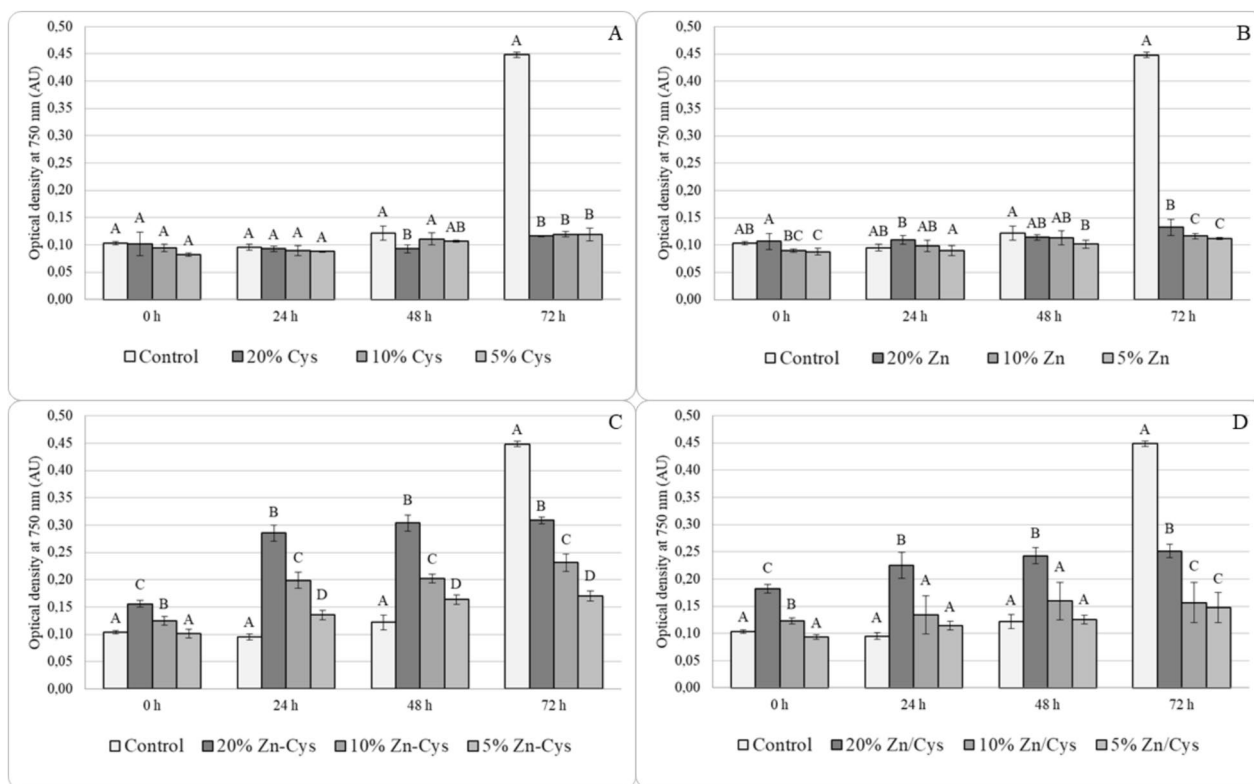 A
Optical density at 750 nm (AU)
0,50
0,45
0,40
0,35
0,30
0,25
0,20
0,15
0,10
0,05
0,00
A A A A
A A A A
A B A AB
A B B B
0 h 24 h 48 h 72 h
Control 20% Cys 10% Cys 5% Cys
B
Optical density at 750 nm (AU)
0,50
0,45
0,40
0,35
0,30
0,25
0,20
0,15
0,10
0,05
0,00
AB A BC C
AB B AB A
A AB AB B
A B C C
0 h 24 h 48 h 72 h
Control 20% Zn 10% Zn 5% Zn
C
Optical density at 750 nm (AU)
0,50
0,45
0,40
0,35
0,30
0,25
0,20
0,15
0,10
0,05
0,00
A C B A
A B C D
A B C D
A B C D
0 h 24 h 48 h 72 h
Control 20% Zn-Cys 10% Zn-Cys 5% Zn-Cys
D
Optical density at 750 nm (AU)
0,50
0,45
0,40
0,35
0,30
0,25
0,20
0,15
0,10
0,05
0,00
A C B A
A B A A
A B A A
A B C C
0 h 24 h 48 h 72 h
Control 20% Zn/Cys 10% Zn/Cys 5% Zn/Cys